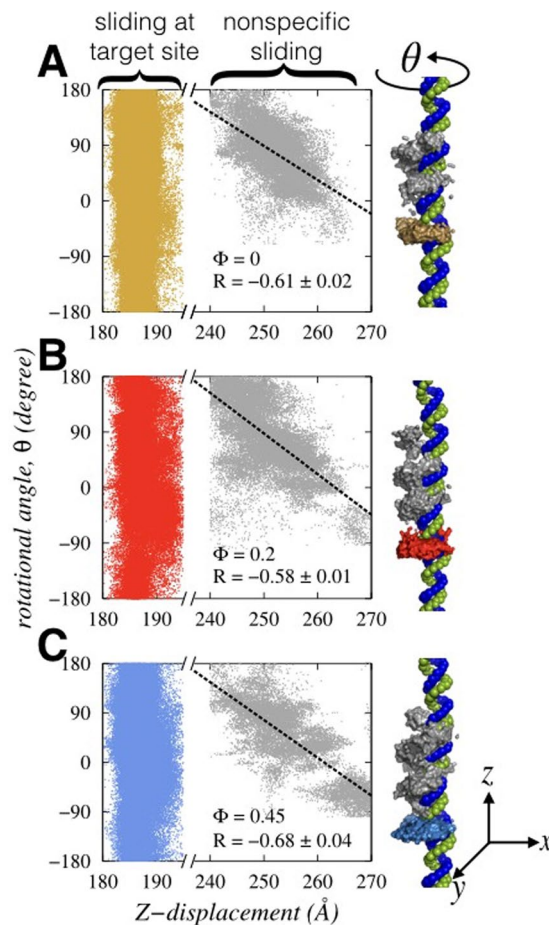 sliding at
target site
nonspecific
sliding
A
θ
180
90
0
−90
−180
180
190
240
250
260
270
Φ = 0
R = −0.61 ± 0.02
B
180
90
0
−90
−180
180
190
240
250
260
270
Φ = 0.2
R = −0.58 ± 0.01
rotational angle, θ (degree)
C
180
90
0
−90
−180
180
190
240
250
260
270
Φ = 0.45
R = −0.68 ± 0.04
z
x
y
Z−displacement (Å)